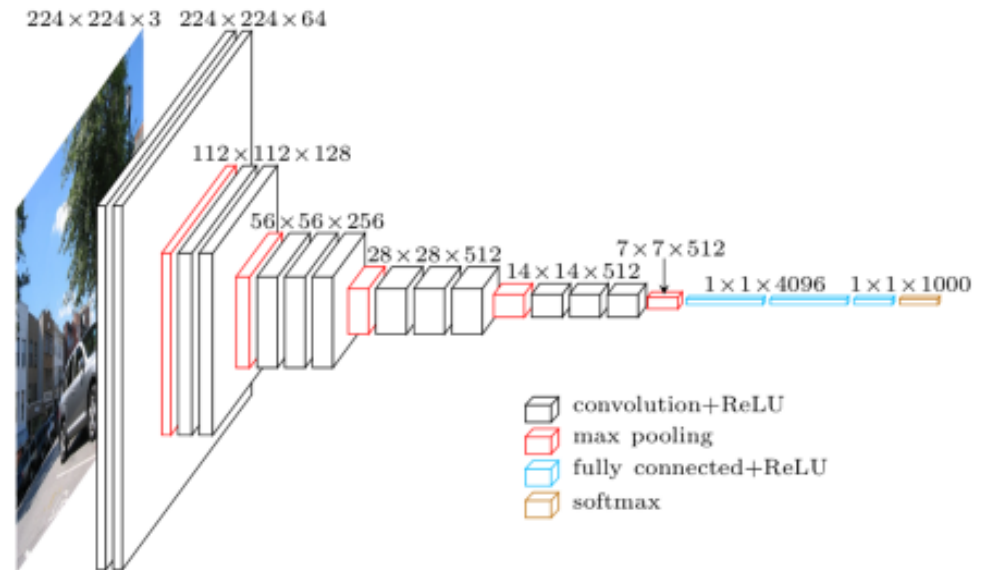 224×224×3
224×224×64
112×112×128
56×56×256
28×28×512
14×14×512
7×7×512
1×1×4096
1×1×1000
convolution+ReLU
max pooling
fully connected+ReLU
softmax